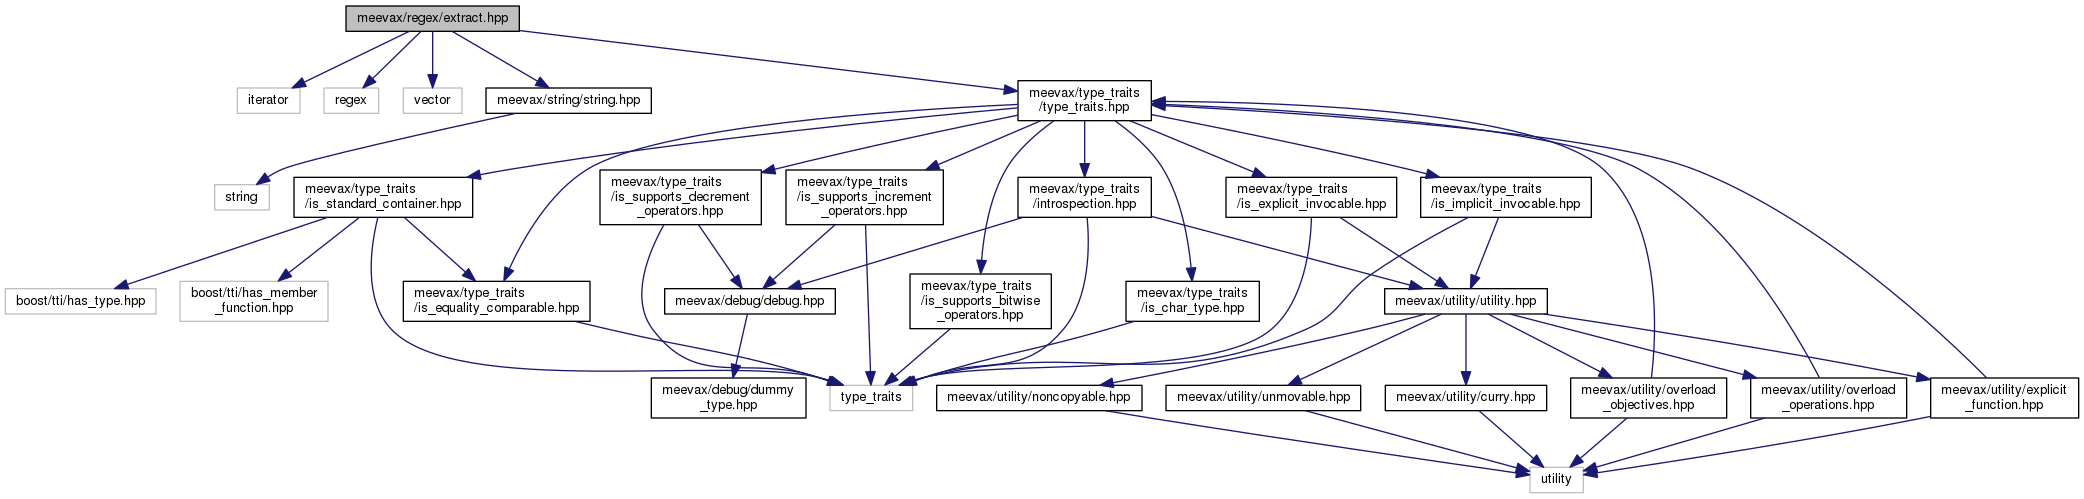 meevax/regex/extract.hpp
iterator
regex
vector
meevax/string/string.hpp
meevax/type_traits
/type_traits.hpp
string
meevax/type_traits
/is_standard_container.hpp
meevax/type_traits
/is_supports_decrement
_operators.hpp
meevax/type_traits
/is_supports_increment
_operators.hpp
meevax/type_traits
/introspection.hpp
meevax/type_traits
/is_explicit_invocable.hpp
meevax/type_traits
/is_implicit_invocable.hpp
boost/tti/has_type.hpp
boost/tti/has_member
_function.hpp
meevax/type_traits
/is_equality_comparable.hpp
meevax/debug/debug.hpp
meevax/type_traits
/is_supports_bitwise
_operators.hpp
meevax/type_traits
/is_char_type.hpp
meevax/utility/utility.hpp
meevax/debug/dummy
_type.hpp
type_traits
meevax/utility/noncopyable.hpp
meevax/utility/unmovable.hpp
meevax/utility/curry.hpp
meevax/utility/overload
_objectives.hpp
meevax/utility/overload
_operations.hpp
meevax/utility/explicit
_function.hpp
utility